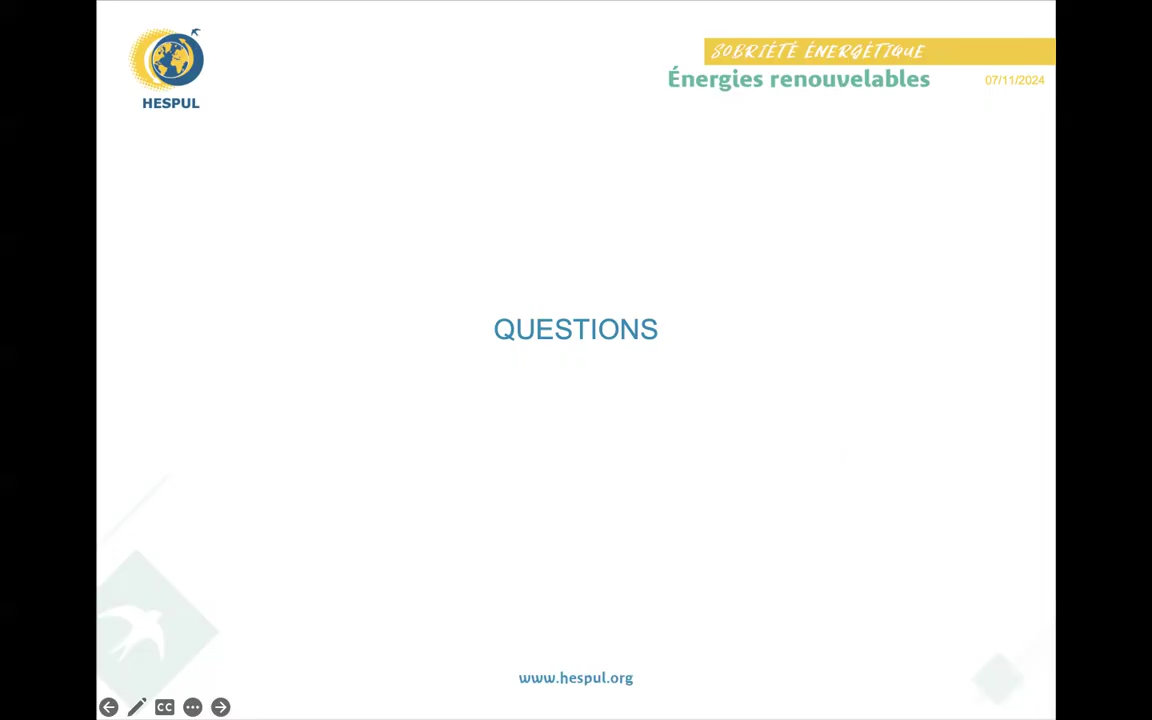 HESPUL
SOBRIÉTÉ ÉNERGÉTIQUE
Énergies renouvelables
07/11/2024
QUESTIONS
www.hespul.org
CC